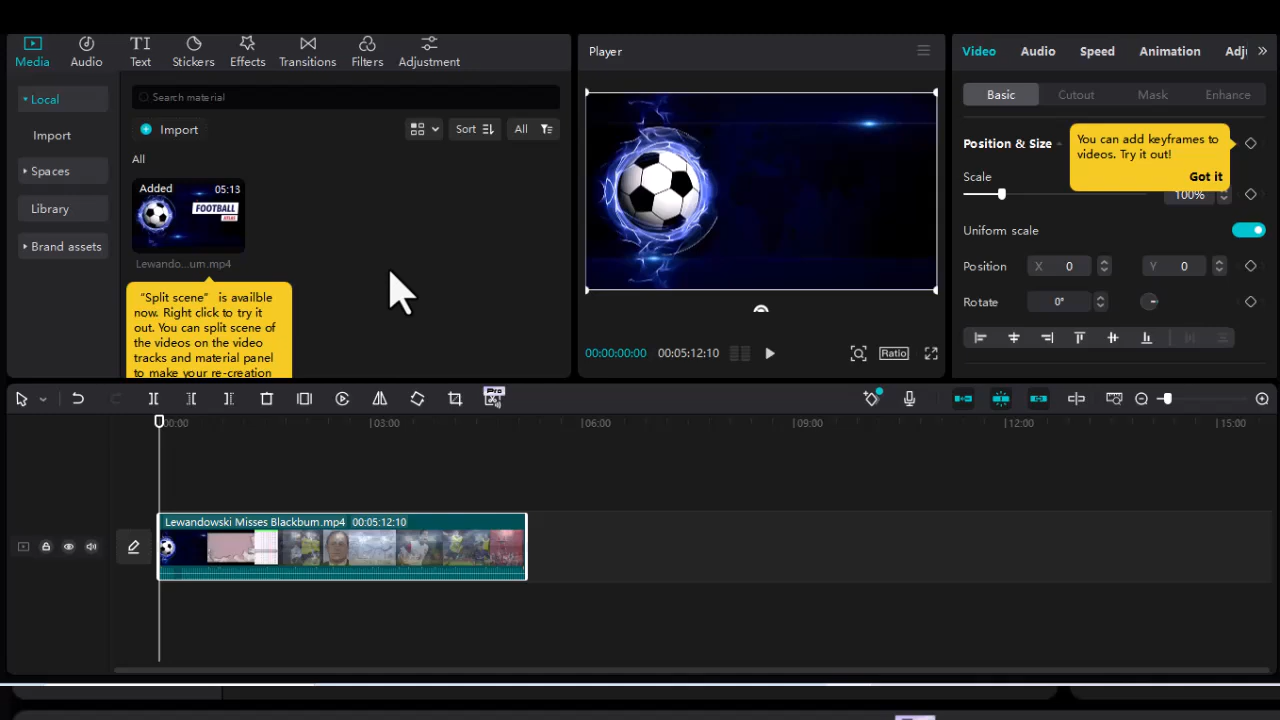 Media
Audio
Text
Stickers
Effects
Transitions
Filters
Adjustment
Local
Import
Spaces
Library
Brand assets
Search material
Import
Sort
All
All
Added
05:13
FOOTBALL
Lewando...um.mp4
“Split scene” is availble
now. Right click to try it
out. You can split scene of
the videos on the video
tracks and material panel
to make your re-creation
Player
00:00:00:00
00:05:12:10
Ratio
Video
Audio
Speed
Animation
Adju
Basic
Cutout
Mask
Enhance
Position & Size
You can add keyframes to
videos. Try it out!
Got it
Scale
100%
Uniform scale
Position
X 0
Y 0
Rotate
0°
Pro
00:00
03:00
06:00
09:00
12:00
15:00
Lewandowski Misses Blackburn.mp4 00:05:12:10